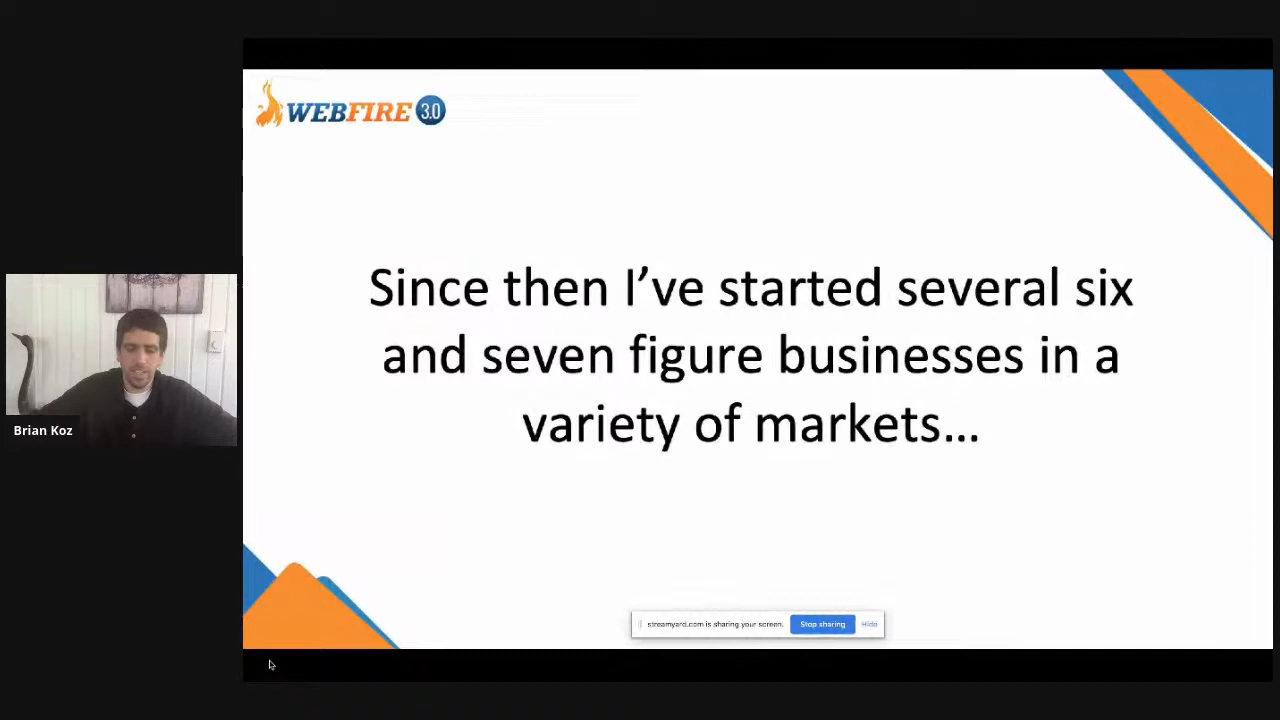 WEBFIRE 3.0
Since then I’ve started several six
and seven figure businesses in a
variety of markets…
Brian Koz
streamyard.com is sharing your screen. Stop sharing Hide